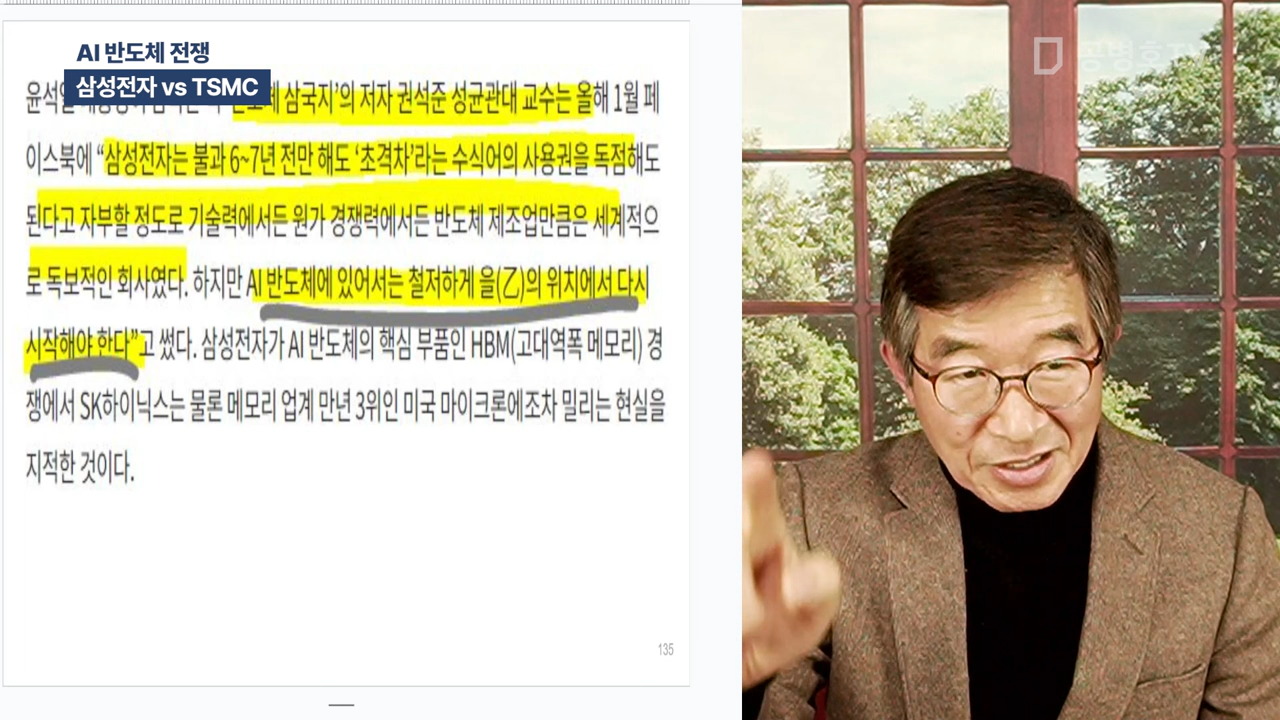 AI 반도체 전쟁
삼성전자 vs TSMC
삼국지’의 저자 권석준 성균관대 교수는 올해 1월 페
이스북에 “삼성전자는 불과 6~7년 전만 해도 ‘초격차’라는 수식어의 사용권을 독점해도
된다고 자부할 정도로 기술력에서든 원가 경쟁력에서든 반도체 제조업만큼은 세계적으
로 독보적인 회사였다. 하지만 AI 반도체에 있어서는 철저하게 을(乙)의 위치에서 다시
시작해야 한다”고 썼다. 삼성전자가 AI 반도체의 핵심 부품인 HBM(고대역폭 메모리) 경
쟁에서 SK하이닉스는 물론 메모리 업계 만년 3위인 미국 마이크론에조차 밀리는 현실을
지적한 것이다.
135
공병호TV